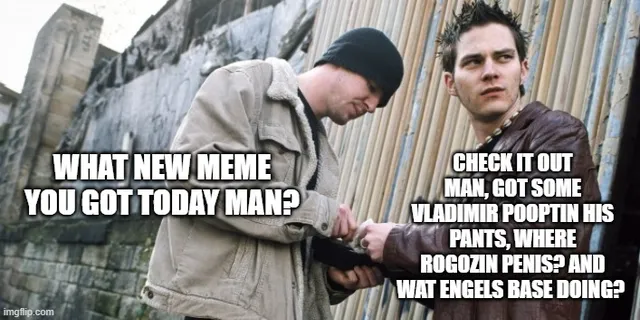 WHAT NEW MEME
YOU GOT TODAY MAN?
CHECK IT OUT
MAN, GOT SOME
VLADIMIR POOPTIN HIS
PANTS, WHERE
ROGOZIN PENIS? AND
WAT ENGELS BASE DOING?
imgflip.com